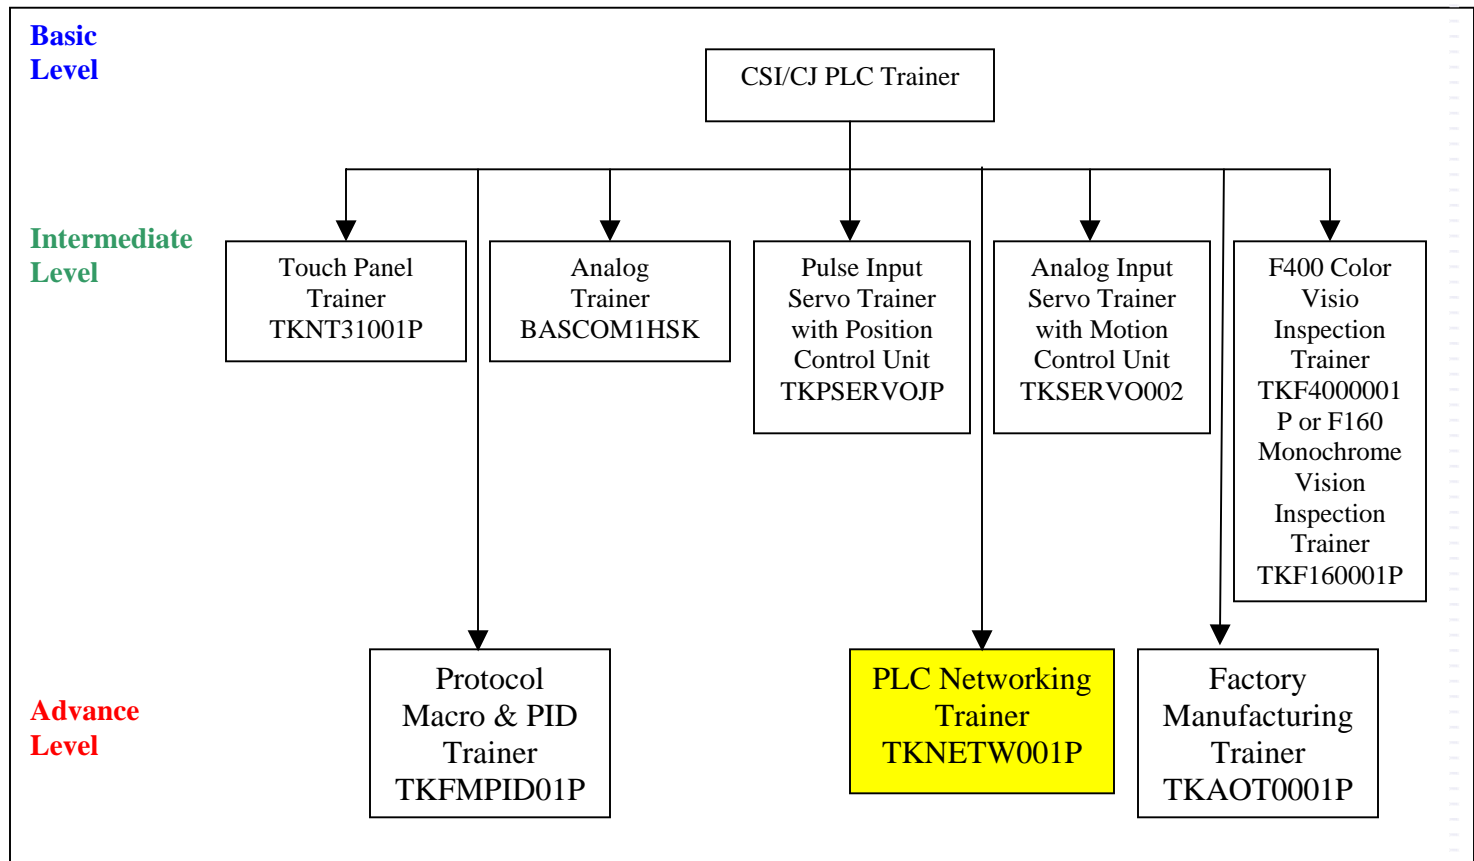 Basic
Level
CSI/CJ PLC Trainer
Intermediate
Level
Touch Panel
Trainer
TKNT31001P
Analog
Trainer
BASCOM1HSK
Pulse Input
Servo Trainer
with Position
Control Unit
TKPSERVOJP
Analog Input
Servo Trainer
with Motion
Control Unit
TKSERVO002
F400 Color
Visio
Inspection
Trainer
TKF4000001
P or F160
Monochrome
Vision
Inspection
Trainer
TKF160001P
Advance
Level
Protocol
Macro & PID
Trainer
TKFMPID01P
PLC Networking
Trainer
TKNETW001P
Factory
Manufacturing
Trainer
TKAOT0001P